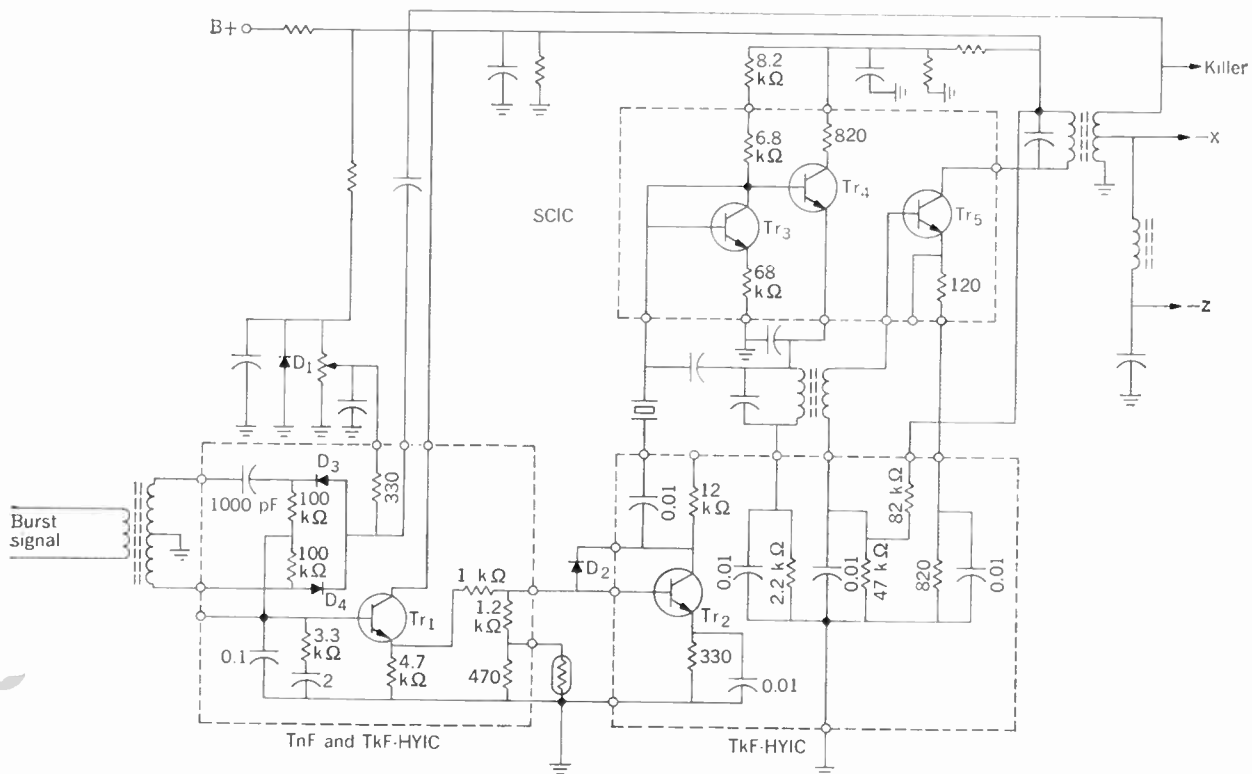 B+
8.2
kΩ
Killer
6.8
kΩ
820
-X
SCIC
Tr4
Tr3
Tr5
68
kΩ
120
-Z
D1
D3
1000 pF
100
kΩ
330
0.01
12
kΩ
82 kΩ
Burst
signal
100
kΩ
D4
1 kΩ
D2
0.01
2.2 kΩ
0.01
47 kΩ
820
0.01
Tr1
1.2
kΩ
Tr2
0.1
3.3
kΩ
2
4.7
kΩ
470
330
0.01
TnF and TkF-HYIC
TkF-HYIC